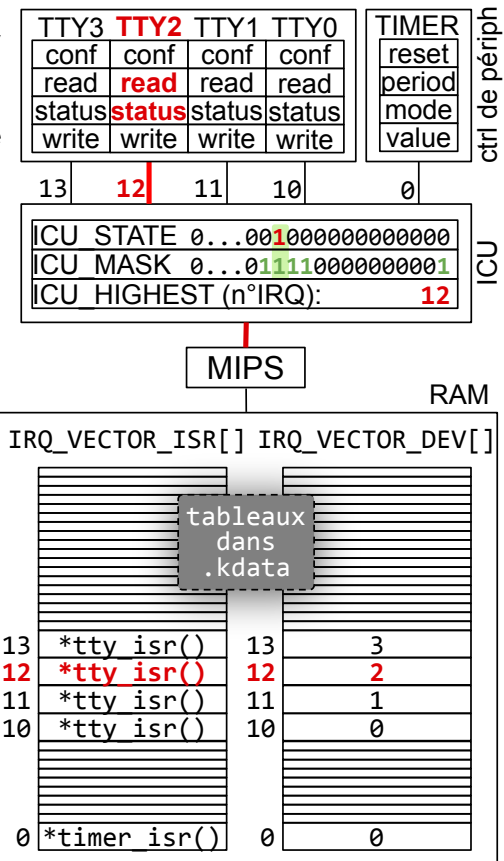 TTY3 TTY2 TTY1 TTY0 TIMER
conf conf conf conf reset
read read read read period
status status status status mode
write write write write value
ctrl de périph
13 12 11 10 0
ICU_STATE 0...001000000000000
ICU_MASK 0...011110000000001
ICU_HIGHEST (n°IRQ): 12
ICU
MIPS
RAM
IRQ_VECTOR_ISR[] IRQ_VECTOR_DEV[]
tableaux
dans
.kdata
13 *tty_isr() 13 3
12 *tty_isr() 12 2
11 *tty_isr() 11 1
10 *tty_isr() 10 0
0 *timer_isr() 0 0